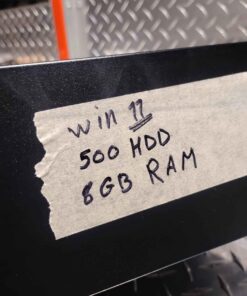 win 11
500 HDD
8GB RAM